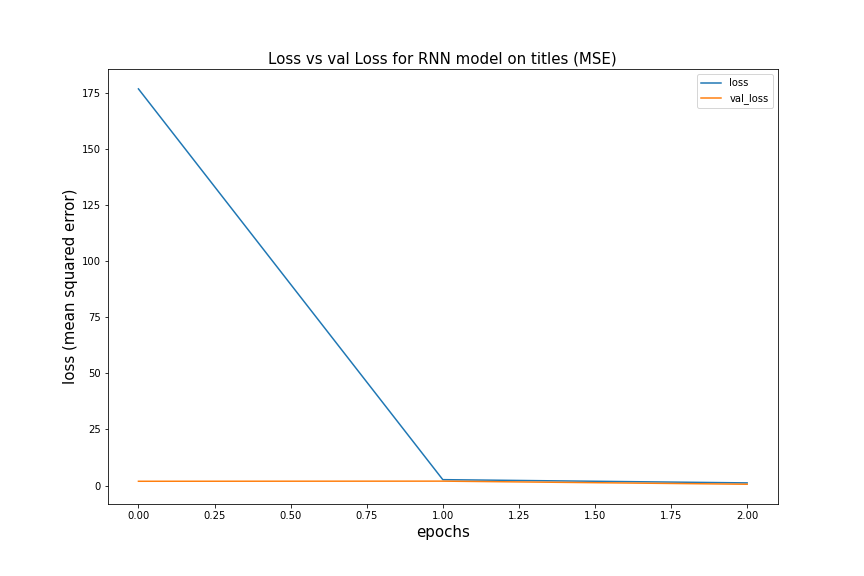 Loss vs val Loss for RNN model on titles (MSE)
loss
val_loss
loss (mean squared error)
175
150
125
100
75
50
25
0
0.00 0.25 0.50 0.75 1.00 1.25 1.50 1.75 2.00
epochs